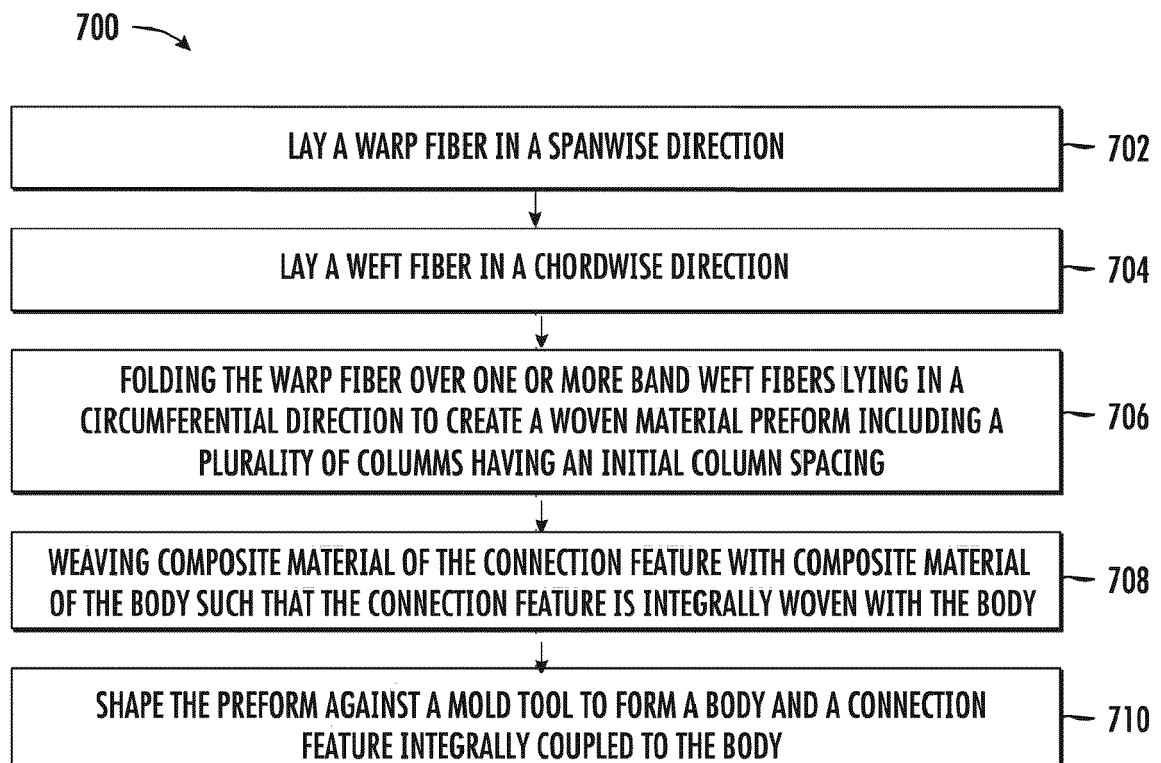 700
LAY A WARP FIBER IN A SPANWISE DIRECTION
702
LAY A WEFT FIBER IN A CHORDWISE DIRECTION
704
FOLDING THE WARP FIBER OVER ONE OR MORE BAND WEFT FIBERS LYING IN A
CIRCUMFERENTIAL DIRECTION TO CREATE A WOVEN MATERIAL PREFORM INCLUDING A
PLURALITY OF COLUMMS HAVING AN INITIAL COLUMN SPACING
706
WEAVING COMPOSITE MATERIAL OF THE CONNECTION FEATURE WITH COMPOSITE MATERIAL
OF THE BODY SUCH THAT THE CONNECTION FEATURE IS INTEGRALLY WOVEN WITH THE BODY
708
SHAPE THE PREFORM AGAINST A MOLD TOOL TO FORM A BODY AND A CONNECTION
FEATURE INTEGRALLY COUPLED TO THE BODY
710